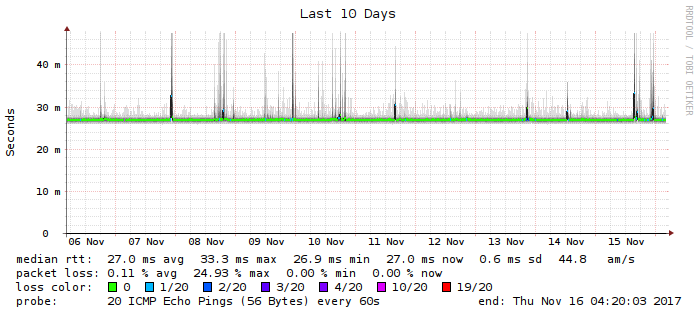 Last 10 Days
RRDTOOL / TOBI OETIKER
Seconds
40 m
30 m
20 m
10 m
0
06 Nov 07 Nov 08 Nov 09 Nov 10 Nov 11 Nov 12 Nov 13 Nov 14 Nov 15 Nov
median rtt: 27.0 ms avg 33.3 ms max 26.9 ms min 27.0 ms now 0.6 ms sd 44.8 am/s
packet loss: 0.11 % avg 24.93 % max 0.00 % min 0.00 % now
loss color: 0 1/20 2/20 3/20 4/20 10/20 19/20
probe: 20 ICMP Echo Pings (56 Bytes) every 60s end: Thu Nov 16 04:20:03 2017